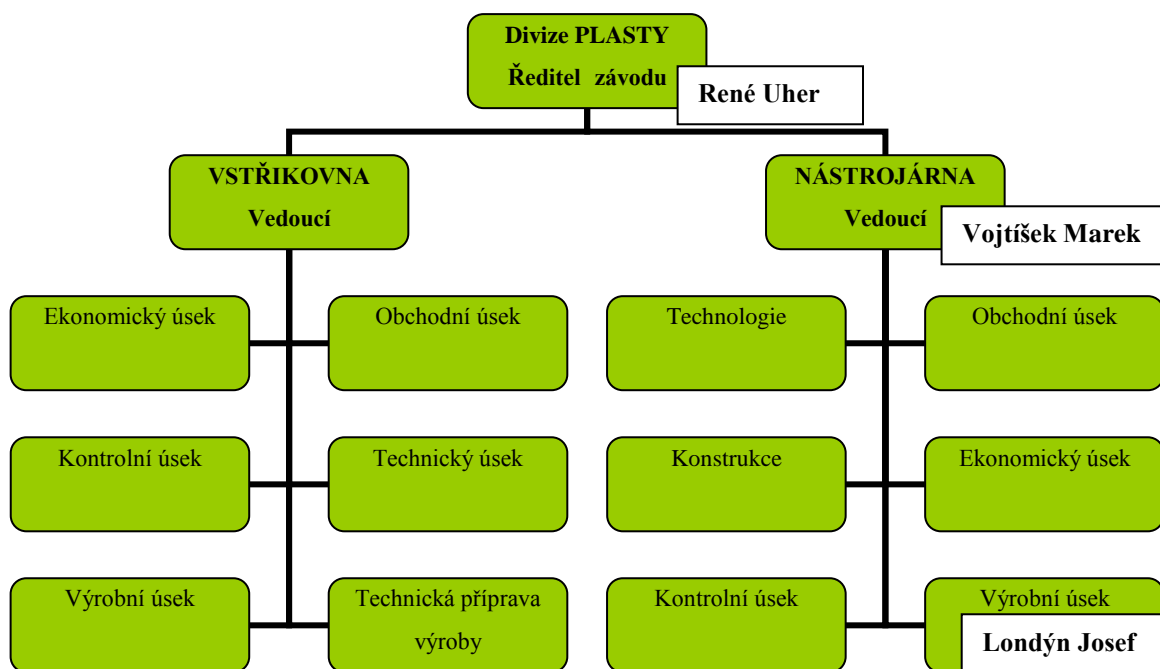 Divize PLASTY
Ředitel závodu
René Uher
VSTŘIKOVNA
Vedoucí
NÁSTROJÁRNA
Vedoucí
Vojtíšek Marek
Ekonomický úsek
Obchodní úsek
Technologie
Obchodní úsek
Kontrolní úsek
Technický úsek
Konstrukce
Ekonomický úsek
Výrobní úsek
Technická příprava
výroby
Kontrolní úsek
Výrobní úsek
Londýn Josef